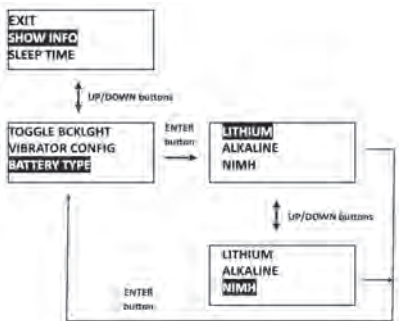 EXIT
SHOW INFO
SLEEP TIME
UP/DOWN buttons
TOGGLE BCKLGHT
VIBRATOR CONFIG
BATTERY TYPE
ENTER
button
LITHIUM
ALKALINE
NIMH
UP/DOWN buttons
LITHIUM
ALKALINE
NIMH
ENTER
button